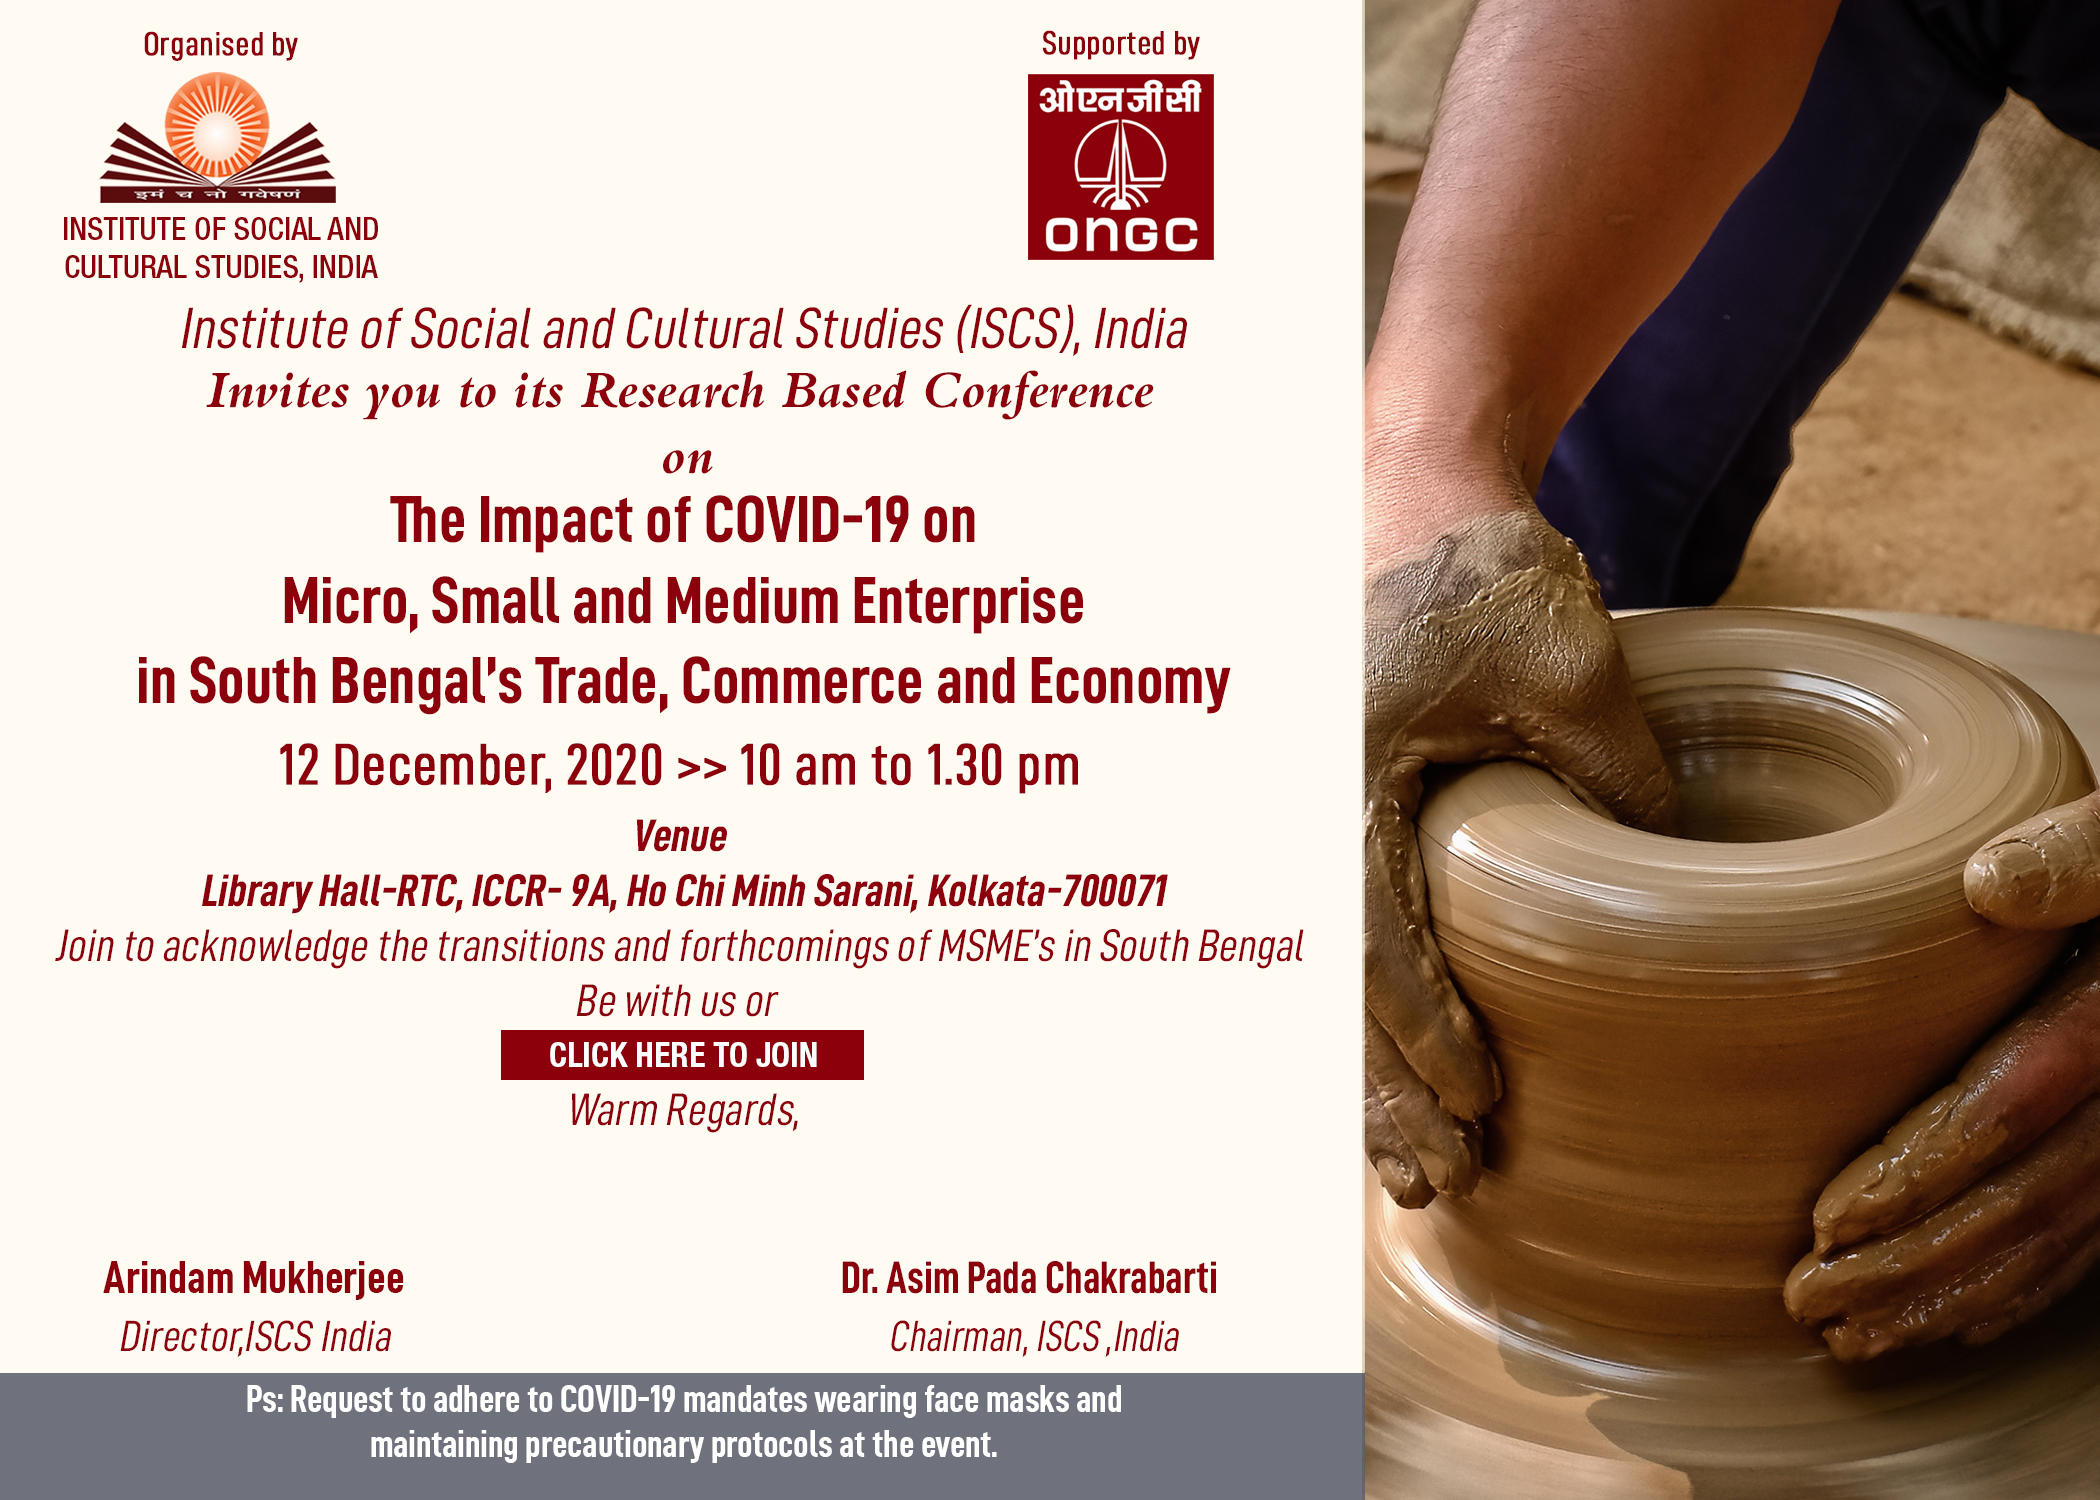 Organised by
Supported by
इमं च नो गवेषणं
INSTITUTE OF SOCIAL AND
CULTURAL STUDIES, INDIA
ओएनजीसी
ONGC
Institute of Social and Cultural Studies (ISCS), India
Invites you to its Research Based Conference
on
The Impact of COVID-19 on
Micro, Small and Medium Enterprise
in South Bengal's Trade, Commerce and Economy
12 December, 2020 >> 10 am to 1.30 pm
Venue
Library Hall-RTC, ICCR- 9A, Ho Chi Minh Sarani, Kolkata-700071
Join to acknowledge the transitions and forthcomings of MSME's in South Bengal
Be with us or
CLICK HERE TO JOIN
Warm Regards,
Arindam Mukherjee
Director,ISCS India
Dr. Asim Pada Chakrabarti
Chairman, ISCS ,India
Ps: Request to adhere to COVID-19 mandates wearing face masks and
maintaining precautionary protocols at the event.